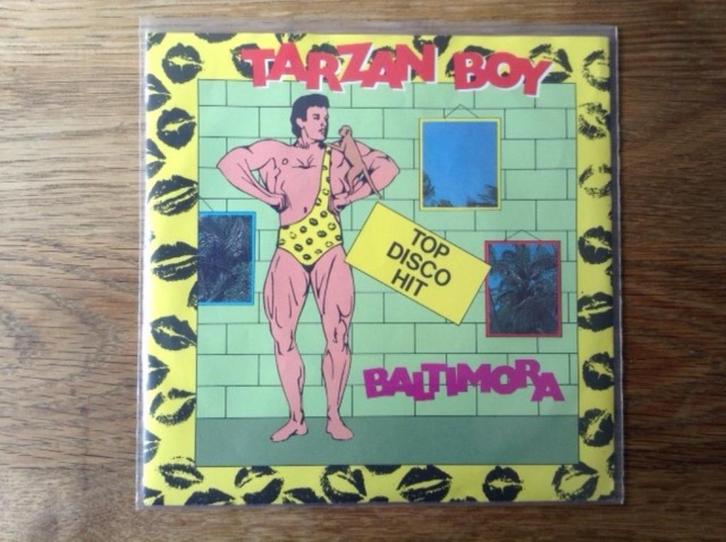 TARZAN BOY
TOP
DISCO
HIT
BALTIMORA